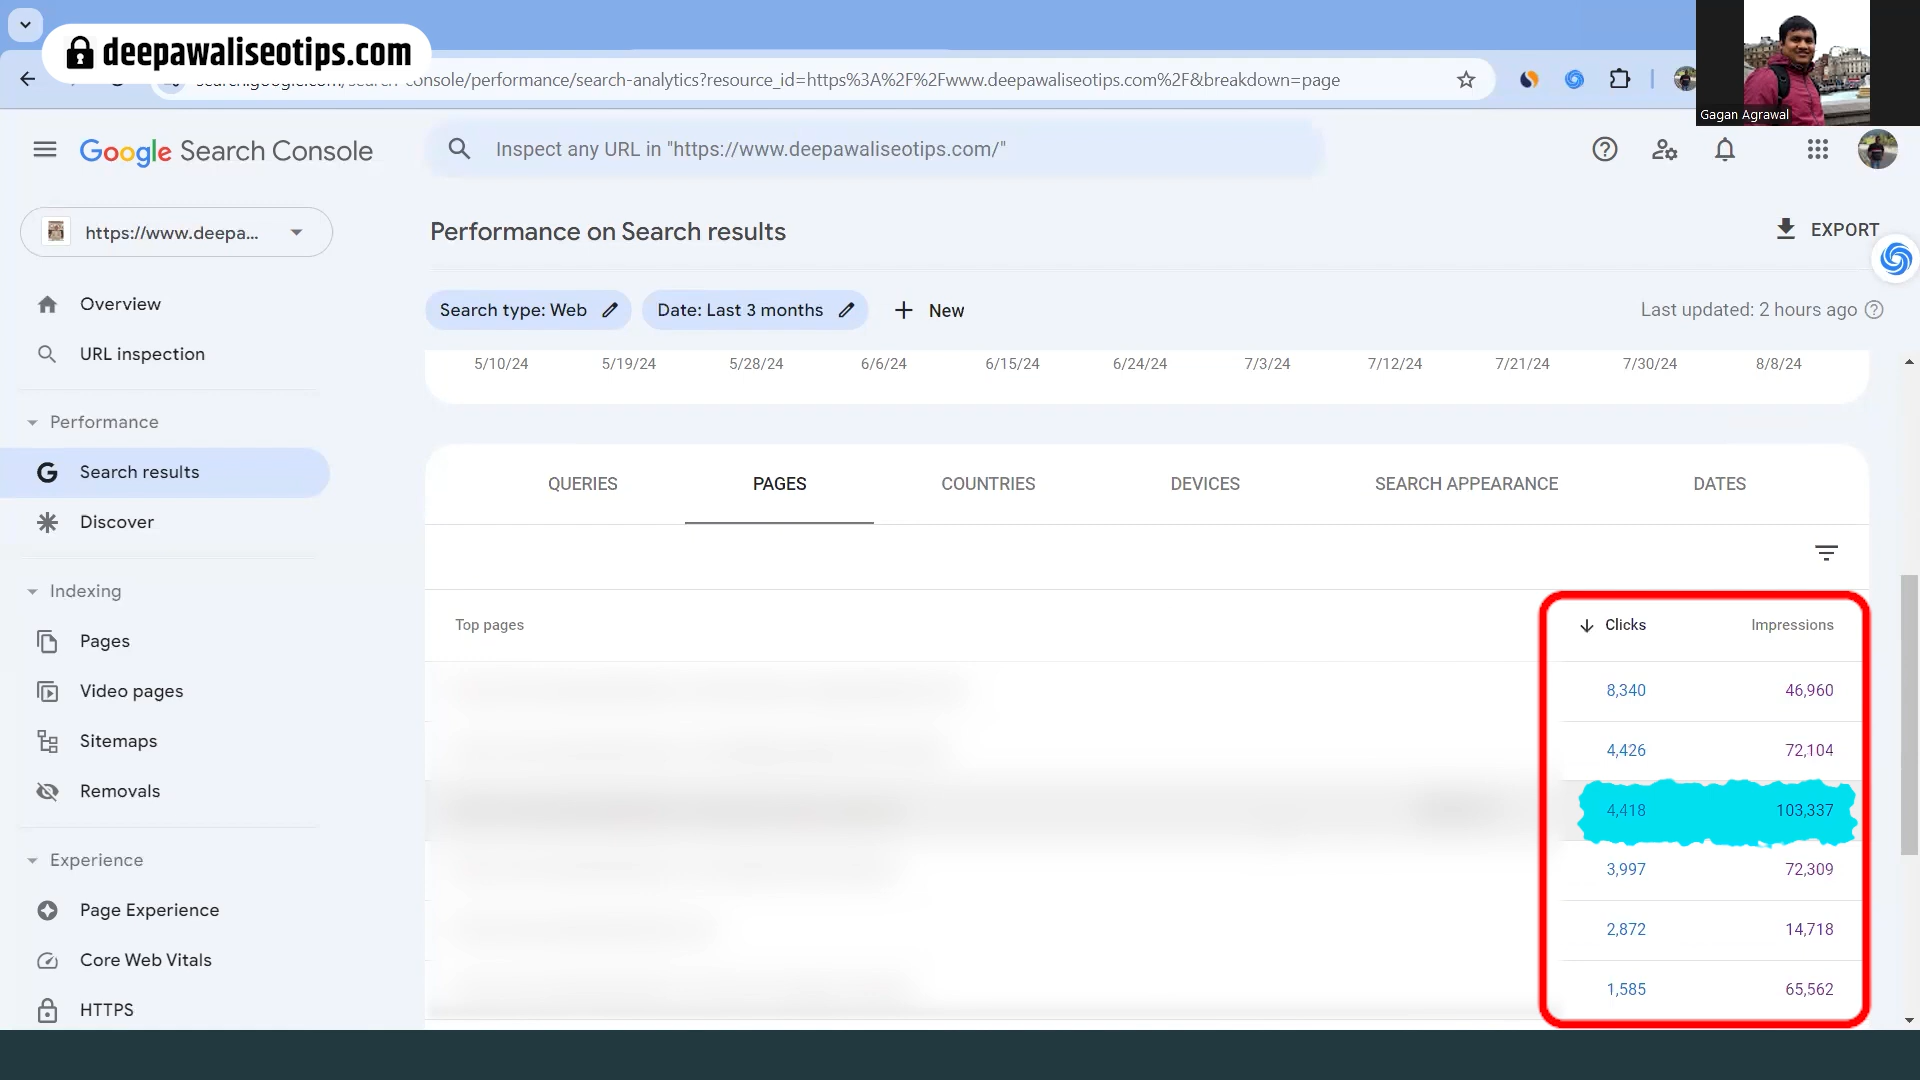 deepawaliseotips.com
console/performance/search-analytics?resource_id=https%3A%2F%2Fwww.deepawaliseotips.com%2F&breakdown=page
Gagan Agrawal
Google Search Console
Inspect any URL in "https://www.deepawaliseotips.com/"
https://www.deepa...
Performance on Search results
EXPORT
Search type: Web
Date: Last 3 months
New
Last updated: 2 hours ago
Overview
URL inspection
Performance
Search results
Discover
Indexing
Pages
Video pages
Sitemaps
Removals
Experience
Page Experience
Core Web Vitals
HTTPS
5/10/24 5/19/24 5/28/24 6/6/24 6/15/24 6/24/24 7/3/24 7/12/24 7/21/24 7/30/24 8/8/24
QUERIES PAGES COUNTRIES DEVICES SEARCH APPEARANCE DATES
Top pages Clicks Impressions
8,340 46,960
4,426 72,104
4,418 103,337
3,997 72,309
2,872 14,718
1,585 65,562